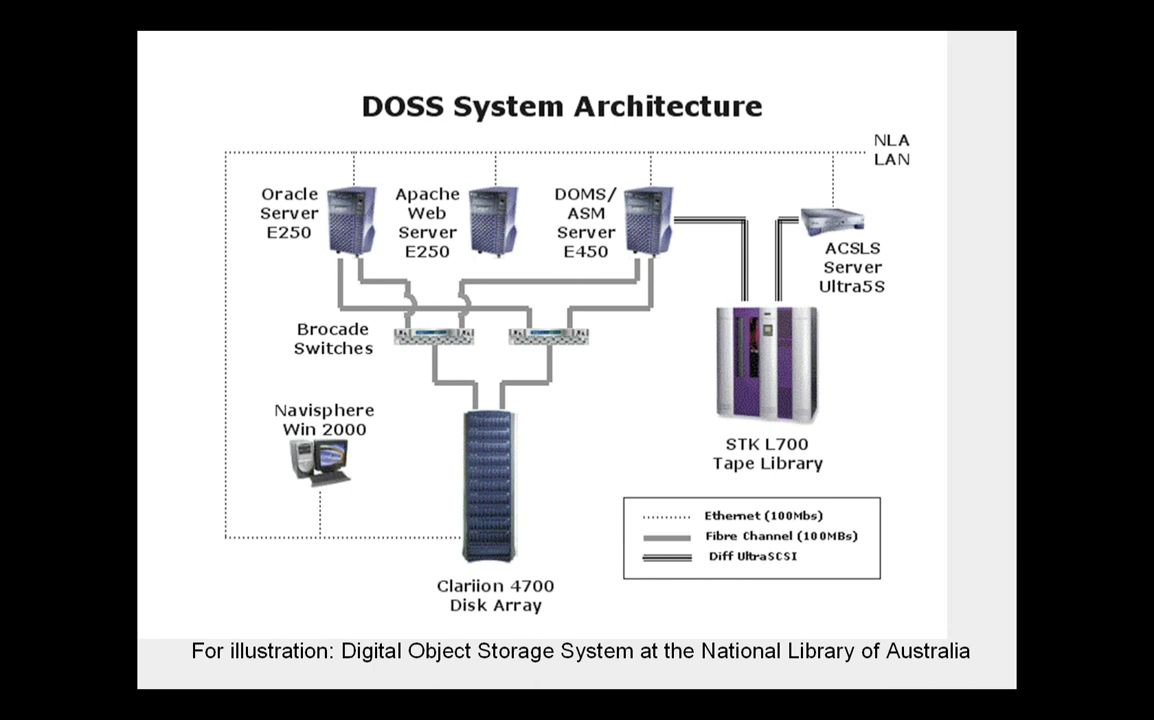 DOSS System Architecture
NLA
LAN
Oracle
Server
E250
Apache
Web
Server
E250
DOMS/
ASM
Server
E450
ACSLS
Server
Ultra5S
Brocade
Switches
Navisphere
Win 2000
STK L700
Tape Library
Ethernet (100Mbs)
Fibre Channel (100MBs)
Diff UltraSCSI
Clariion 4700
Disk Array
For illustration: Digital Object Storage System at the National Library of Australia